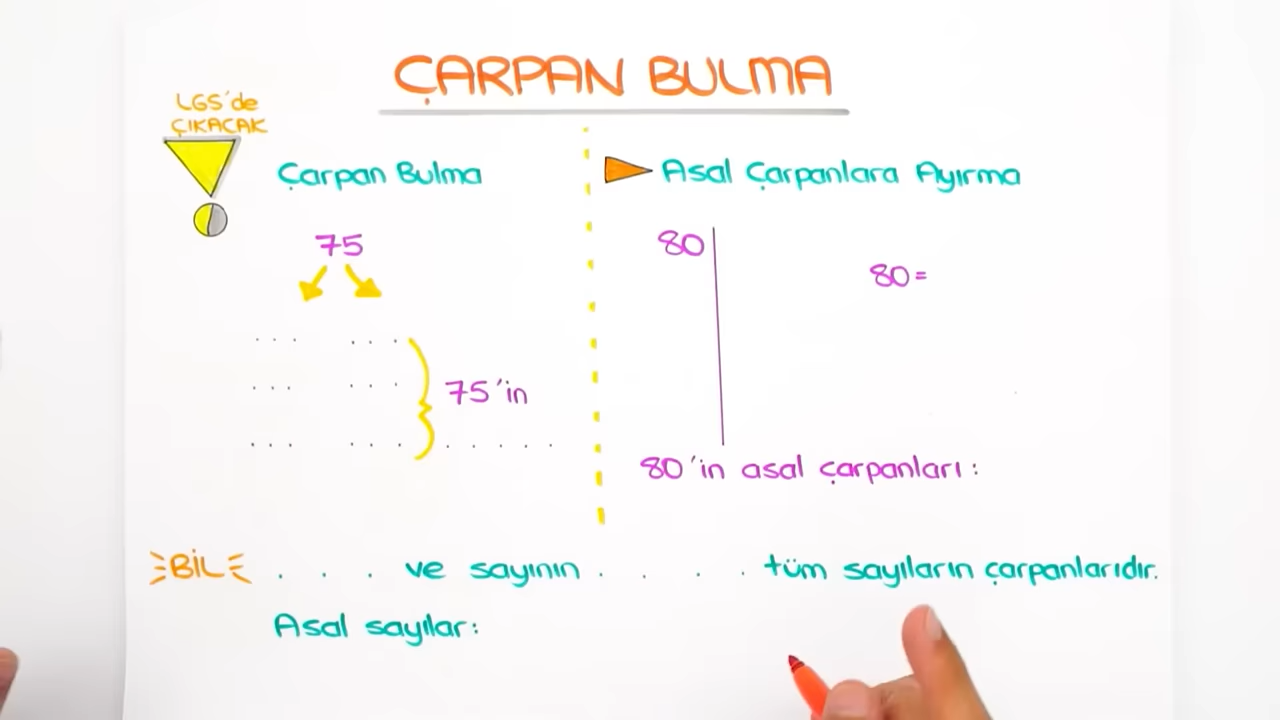 ÇARPAN BULMA
LGS'de
ÇIKACAK
Çarpan Bulma
75
... ...
... ...
... ...
75'in
.....
Asal Çarpanlara Ayırma
80
80=
80'in asal çarpanları:
BİL ... ve sayının .... tüm sayıların çarpanlarıdır.
Asal sayılar: